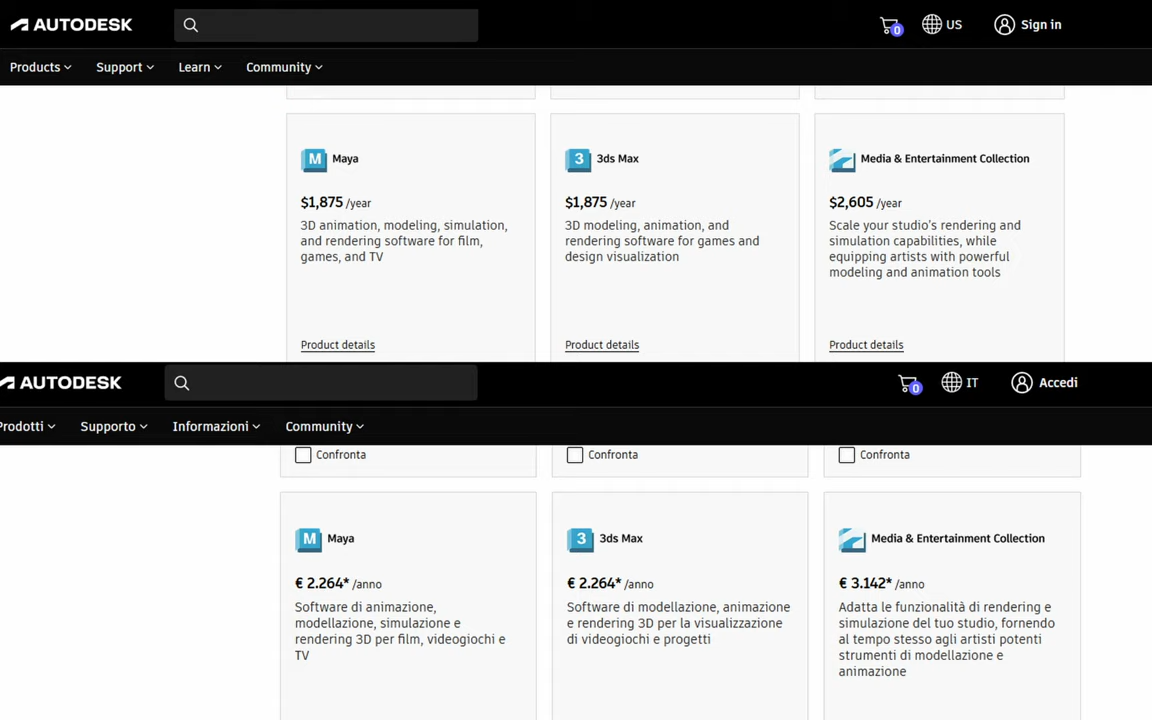 AUTODESK
0
US
Sign in
Products
Support
Learn
Community
M Maya
$1,875 /year
3D animation, modeling, simulation,
and rendering software for film,
games, and TV
Product details
3 3ds Max
$1,875 /year
3D modeling, animation, and
rendering software for games and
design visualization
Product details
Media & Entertainment Collection
$2,605 /year
Scale your studio's rendering and
simulation capabilities, while
equipping artists with powerful
modeling and animation tools
Product details
AUTODESK
0
IT
Accedi
Prodotti
Supporto
Informazioni
Community
Confronta
Confronta
Confronta
M Maya
€ 2.264* /anno
Software di animazione,
modellazione, simulazione e
rendering 3D per film, videogiochi e
TV
3 3ds Max
€ 2.264* /anno
Software di modellazione, animazione
e rendering 3D per la visualizzazione
di videogiochi e progetti
Media & Entertainment Collection
€ 3.142* /anno
Adatta le funzionalità di rendering e
simulazione del tuo studio, fornendo
al tempo stesso agli artisti potenti
strumenti di modellazione e
animazione